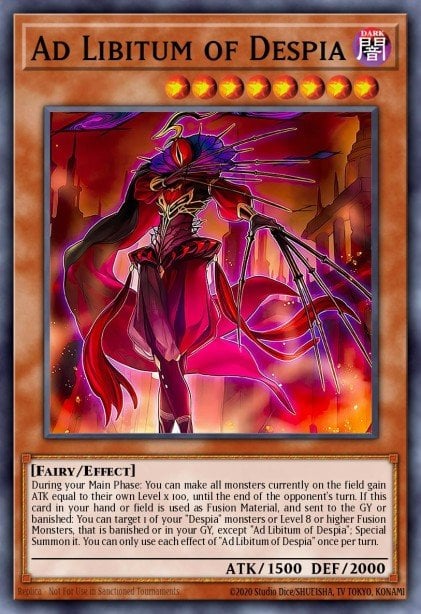 AD LIBITUM OF DESPIA
DARK
闇
[FAIRY/EFFECT]
During your Main Phase: You can make all monsters currently on the field gain
ATK equal to their own Level x 100, until the end of the opponent's turn. If this
card in your hand or field is used as Fusion Material, and sent to the GY or
banished: You can target 1 of your "Despia" monsters or Level 8 or higher Fusion
Monsters, that is banished or in your GY, except "Ad Libitum of Despia"; Special
Summon it. You can only use each effect of "Ad Libitum of Despia" once per turn.
ATK/1500 DEF/2000
Replica - Not For Use in Sanctioned Tournaments
©2020 Studio Dice/SHUEISHA, TV TOKYO, KONAMI